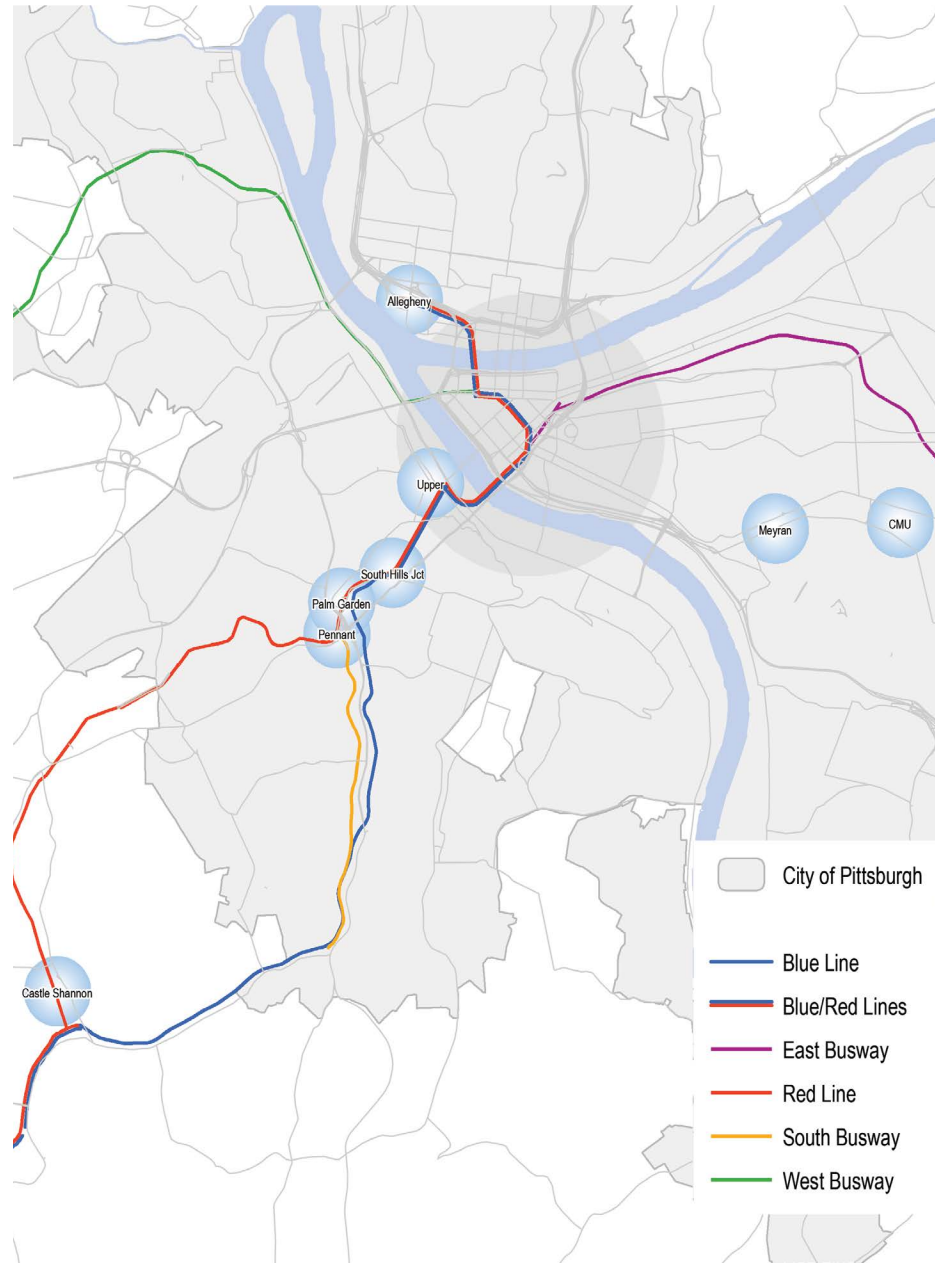 Allegheny
Upper
Meyran
CMU
South Hills Jct
Palm Garden
Pennant
Castle Shannon
City of Pittsburgh
Blue Line
Blue/Red Lines
East Busway
Red Line
South Busway
West Busway